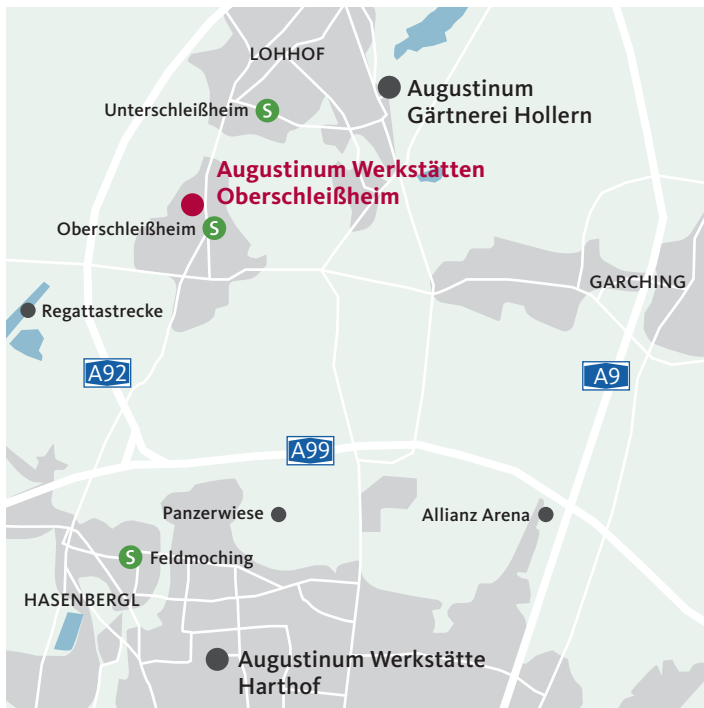 LOHHOF
Augustinum
Gärtnerei Hollern
Unterschleißheim S
Augustinum Werkstätten
Oberschleißheim
Oberschleißheim S
GARCHING
Regattastrecke
A92
A9
A99
Panzerwiese
Allianz Arena
S Feldmoching
HASENBERGL
Augustinum Werkstätte
Harthof